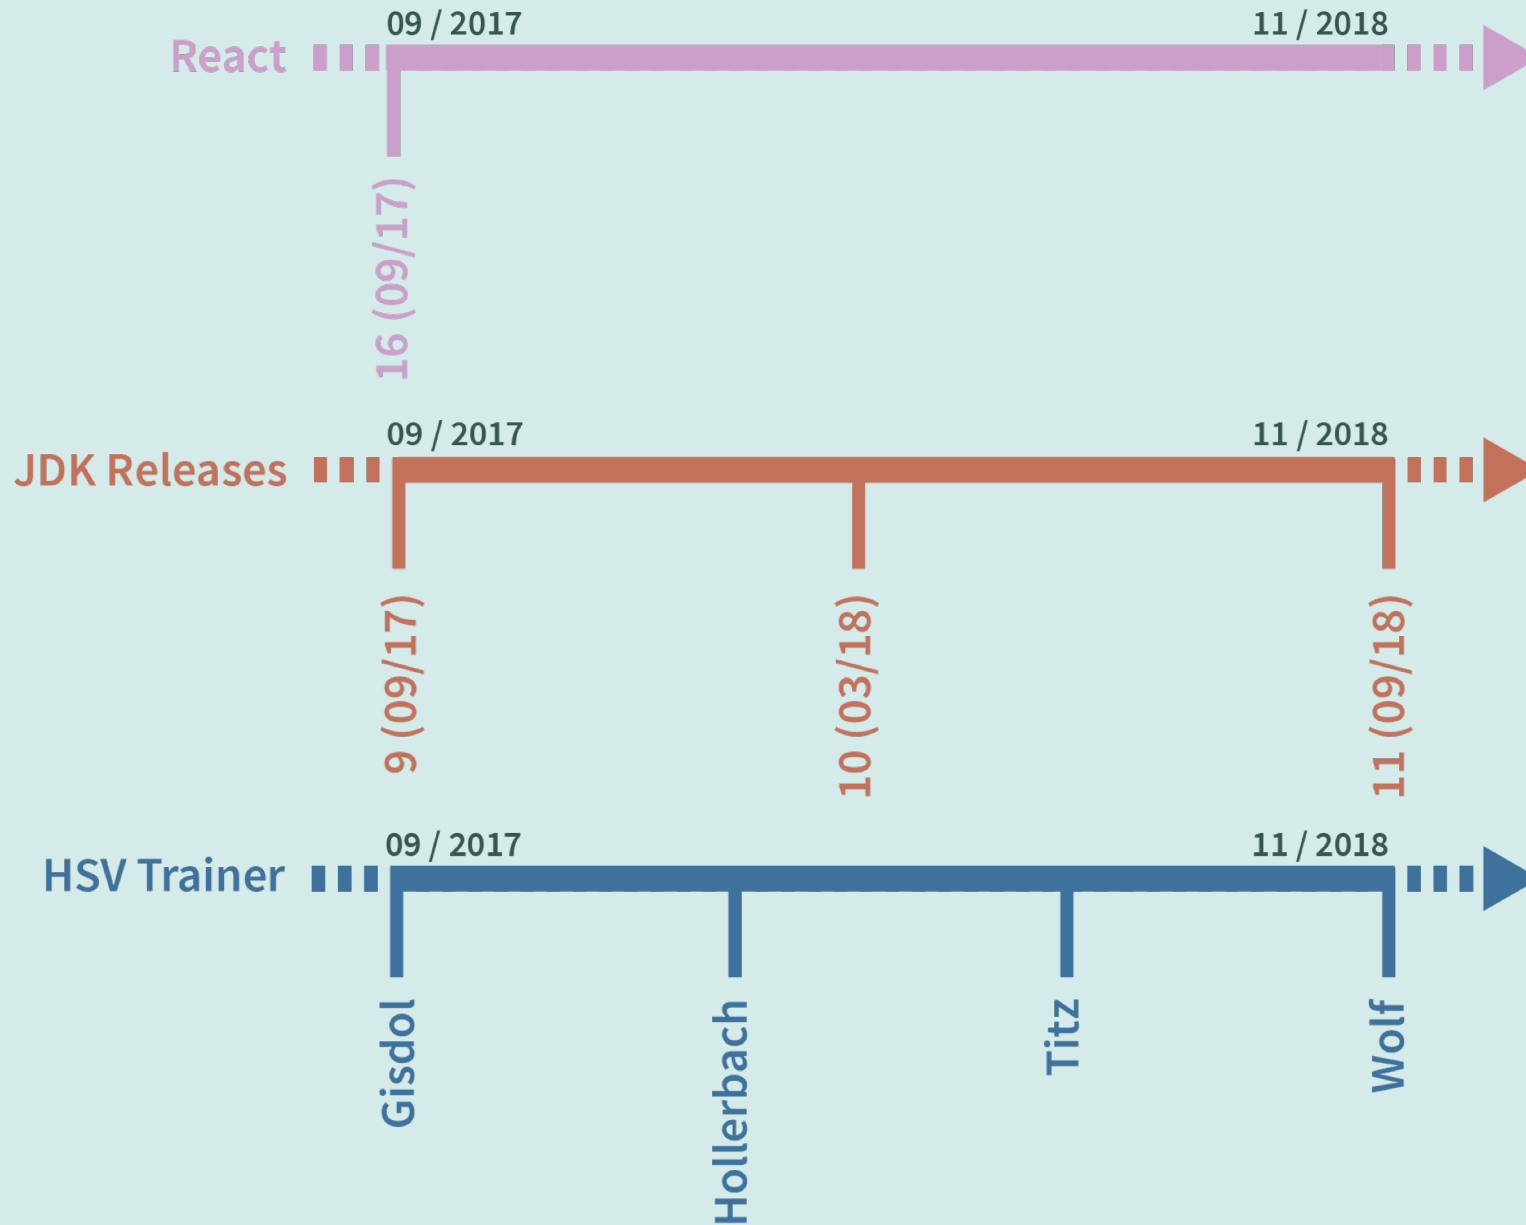 09 / 2017
11 / 2018
React
16 (09/17)
09 / 2017
11 / 2018
JDK Releases
9 (09/17)
10 (03/18)
11 (09/18)
09 / 2017
11 / 2018
HSV Trainer
Gisdol
Hollerbach
Titz
Wolf